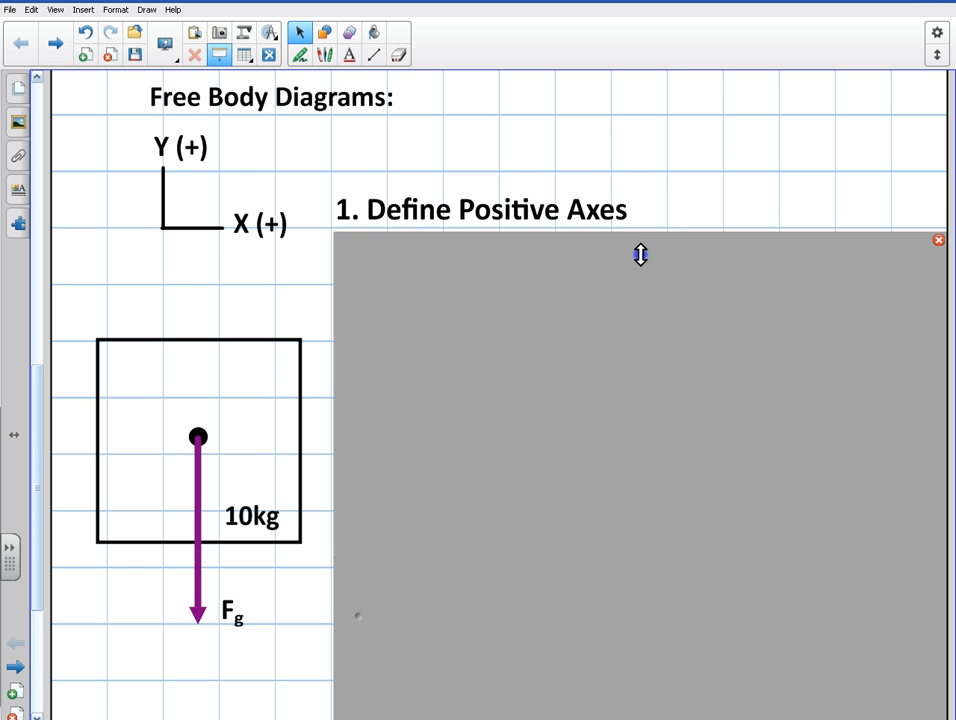 File Edit View Insert Format Draw Help
Free Body Diagrams:
Y (+)
X (+)
1. Define Positive Axes
10kg
Fg